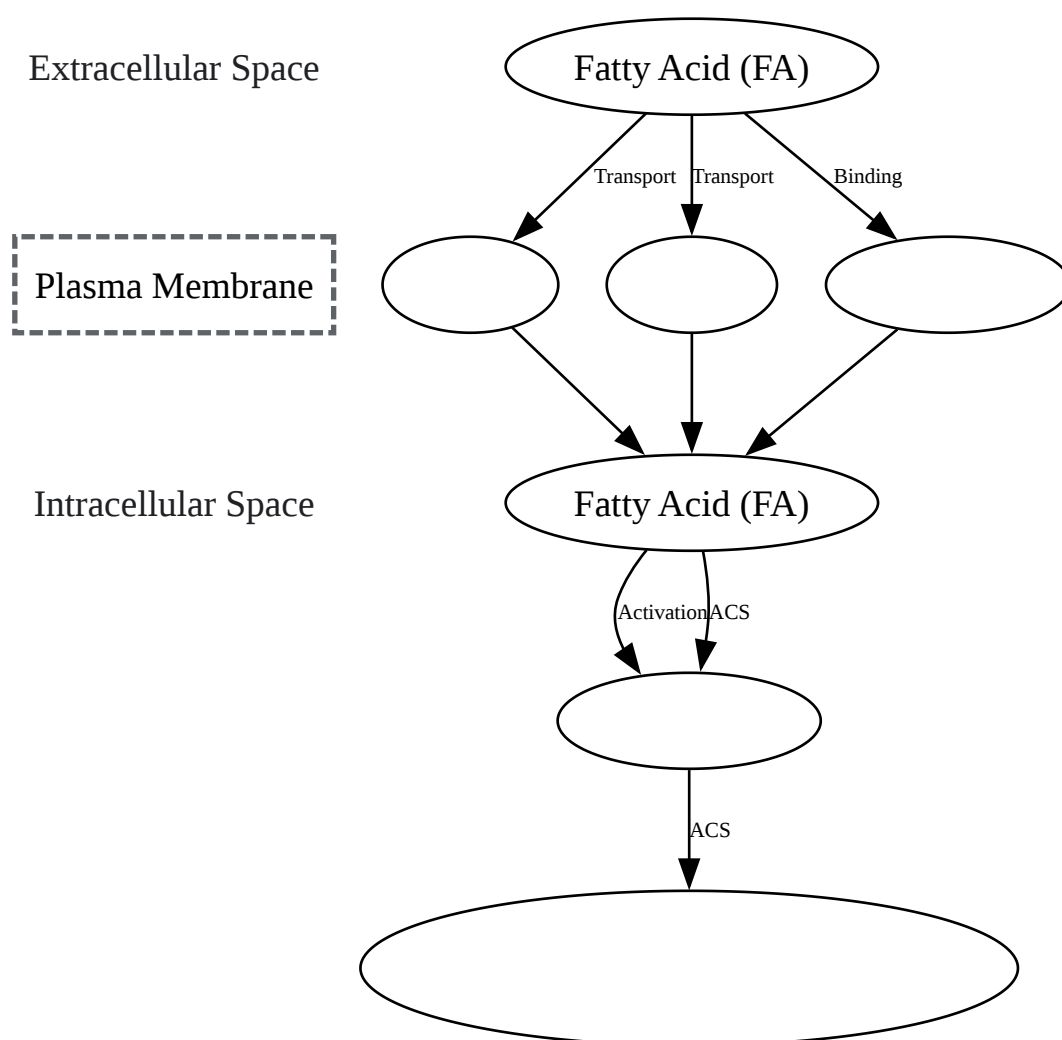 Extracellular Space
Fatty Acid (FA)
Transport
Transport
Binding
Plasma Membrane
Intracellular Space
Fatty Acid (FA)
Activation
ACS
ACS